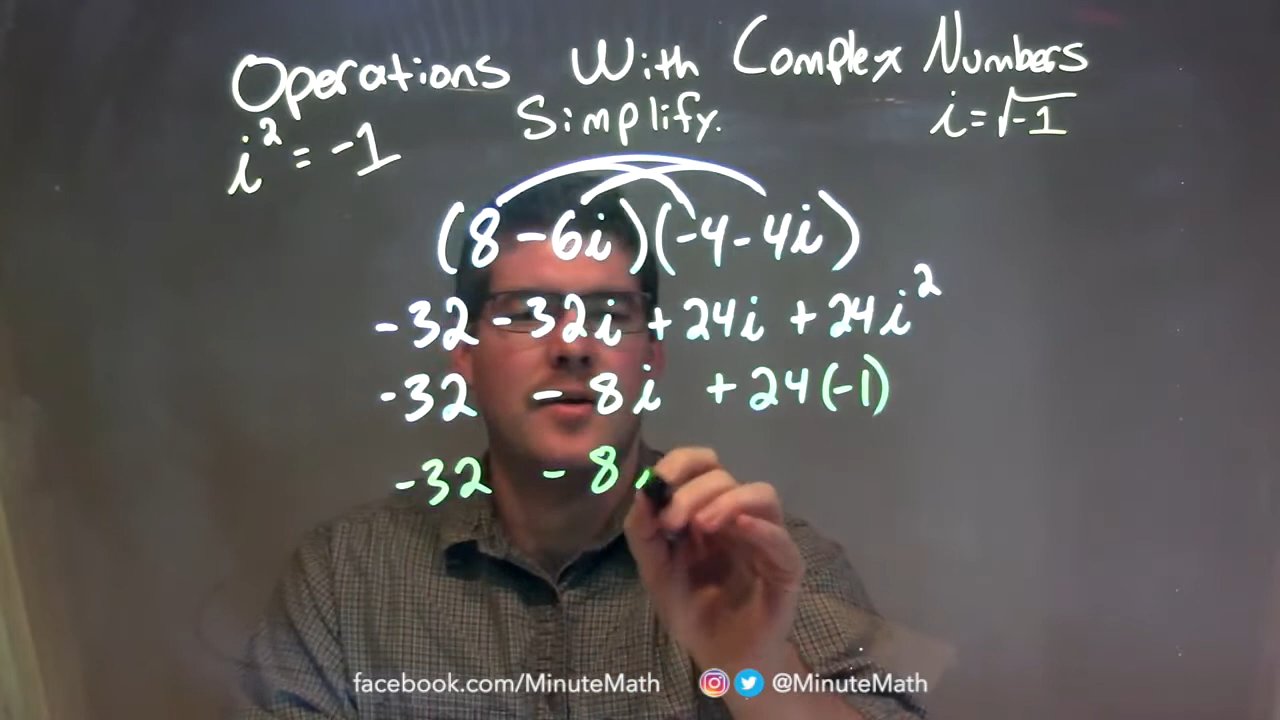 Operations With Complex Numbers
Simplify.
i = √-1
i² = -1
(8 - 6i)(-4 - 4i)
-32 - 32i + 24i + 24i²
-32 - 8i + 24(-1)
-32 - 8
facebook.com/MinuteMath @MinuteMath